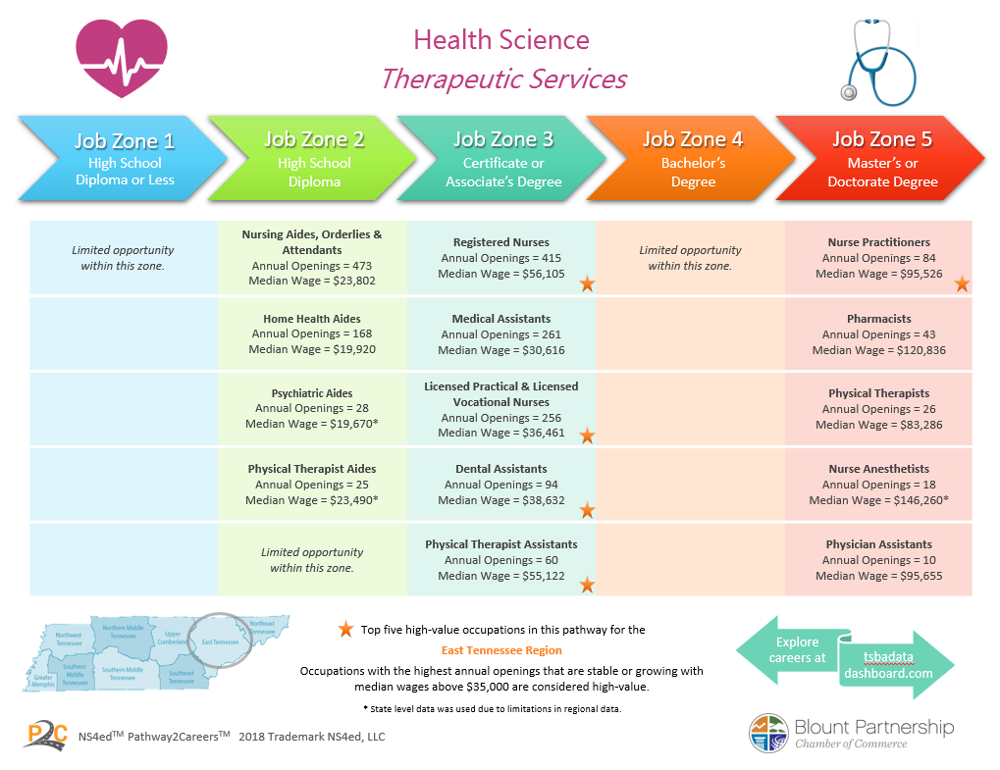 Health Science
Therapeutic Services
Job Zone 1
High School
Diploma or Less
Job Zone 2
High School
Diploma
Job Zone 3
Certificate or
Associate's Degree
Job Zone 4
Bachelor's
Degree
Job Zone 5
Master's or
Doctorate Degree
Limited opportunity
within this zone.
Nursing Aides, Orderlies &
Attendants
Annual Openings = 473
Median Wage = $23,802
Registered Nurses
Annual Openings = 415
Median Wage = $56,105
Limited opportunity
within this zone.
Nurse Practitioners
Annual Openings = 84
Median Wage = $95,526
Home Health Aides
Annual Openings = 168
Median Wage = $19,920
Medical Assistants
Annual Openings = 261
Median Wage = $30,616
Pharmacists
Annual Openings = 43
Median Wage = $120,836
Psychiatric Aides
Annual Openings = 28
Median Wage = $19,670*
Licensed Practical & Licensed
Vocational Nurses
Annual Openings = 256
Median Wage = $36,461
Physical Therapists
Annual Openings = 26
Median Wage = $83,286
Physical Therapist Aides
Annual Openings = 25
Median Wage = $23,490*
Dental Assistants
Annual Openings = 94
Median Wage = $38,632
Nurse Anesthetists
Annual Openings = 18
Median Wage = $146,260*
Limited opportunity
within this zone.
Physical Therapist Assistants
Annual Openings = 60
Median Wage = $55,122
Physician Assistants
Annual Openings = 10
Median Wage = $95,655
Northwest
Tennessee
Northern Middle
Tennessee
Upper
Cumberland
East Tennessee
Northeast
Tennessee
Greater
Memphis
Southwest
Tennessee
Southern Middle
Tennessee
Southeast
Tennessee
Top five high-value occupations in this pathway for the
East Tennessee Region
Occupations with the highest annual openings that are stable or growing with
median wages above $35,000 are considered high-value.
* State level data was used due to limitations in regional data.
Explore
careers at
tsbadata
dashboard.com
P2C
NS4ed™ Pathway2Careers™ 2018 Trademark NS4ed, LLC
Blount Partnership
Chamber of Commerce